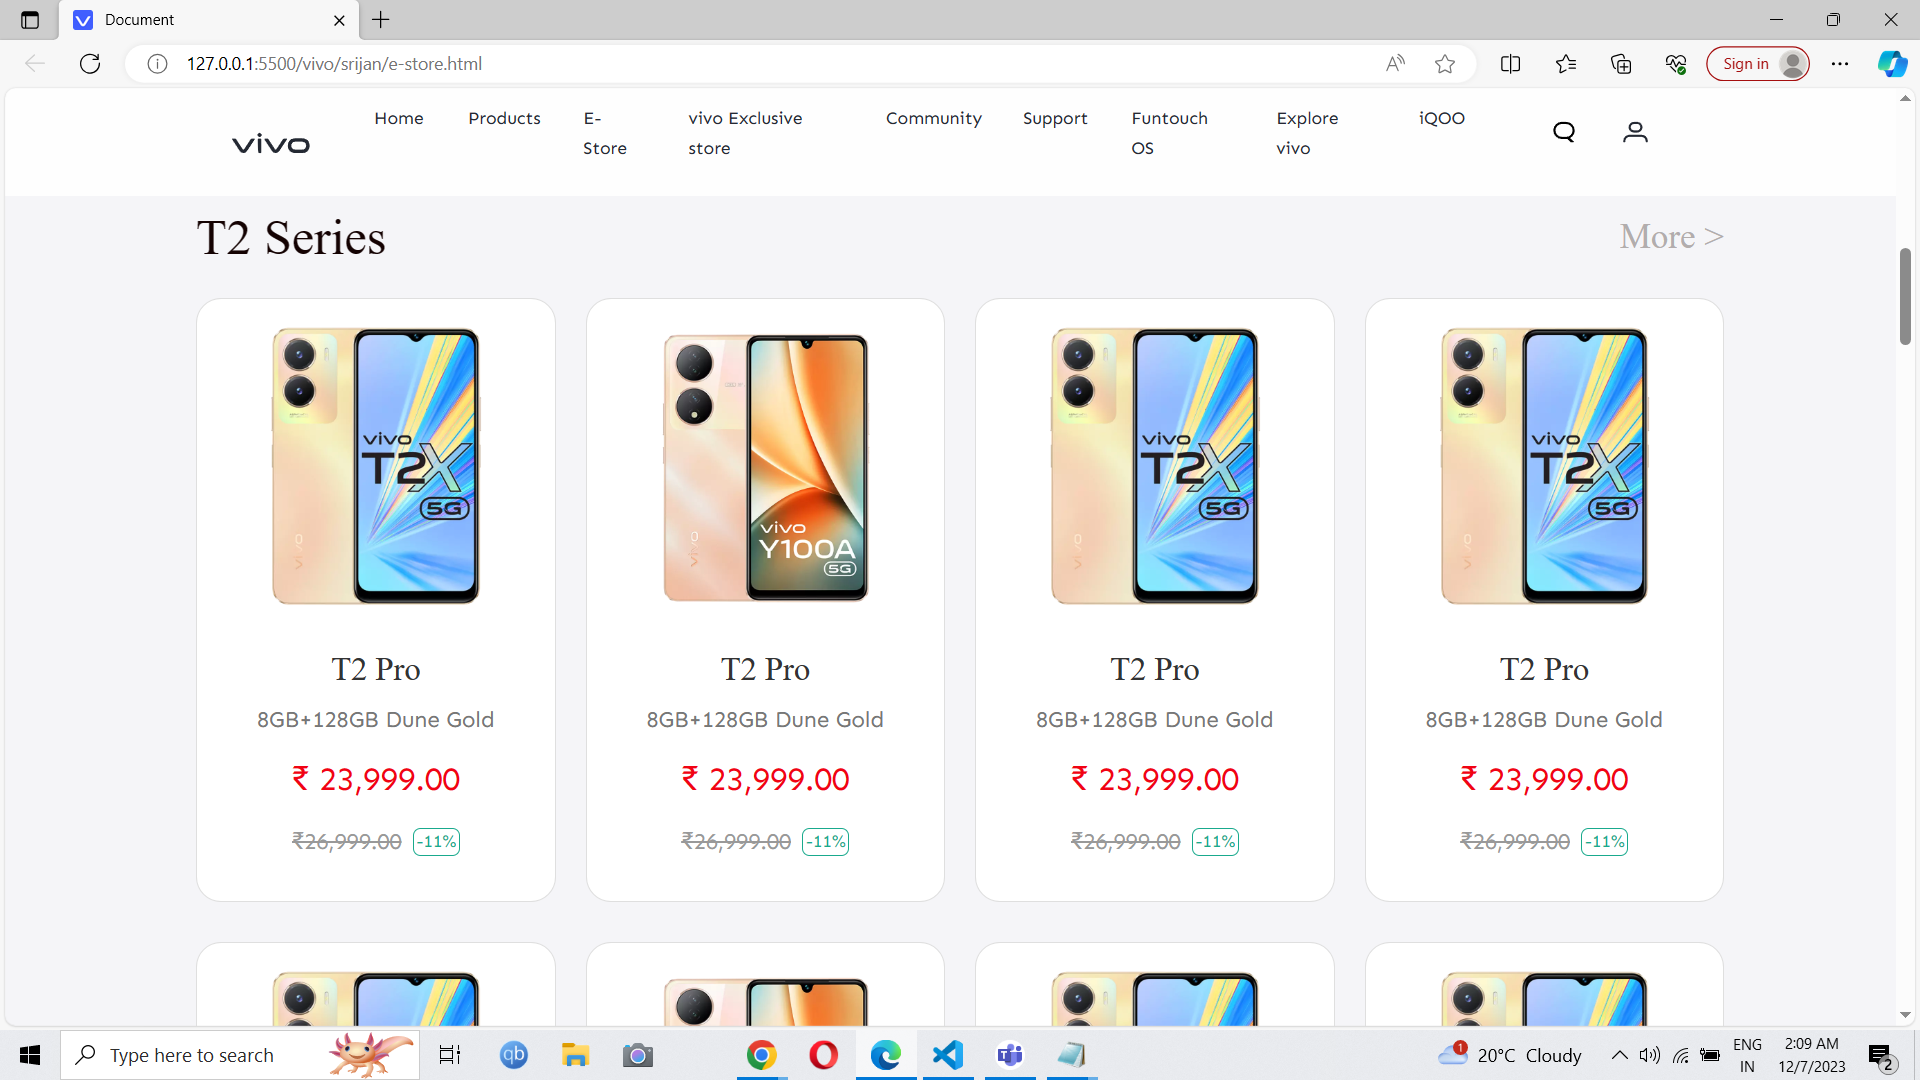 Document
127.0.0.1:5500/vivo/srijan/e-store.html
Sign in
vivo
Home
Products
E-
Store
vivo Exclusive
store
Community
Support
Funtouch
OS
Explore
vivo
iQOO
T2 Series
More >
vivo
T2X
5G
vivo
vivo
Y100A
5G
vivo
vivo
T2X
5G
vivo
vivo
T2X
5G
vivo
T2 Pro
T2 Pro
T2 Pro
T2 Pro
8GB+128GB Dune Gold
8GB+128GB Dune Gold
8GB+128GB Dune Gold
8GB+128GB Dune Gold
₹ 23,999.00
₹ 23,999.00
₹ 23,999.00
₹ 23,999.00
₹26,999.00 -11%
₹26,999.00 -11%
₹26,999.00 -11%
₹26,999.00 -11%
Type here to search
qb
1
20°C Cloudy
ENG
IN
2:09 AM
12/7/2023
2